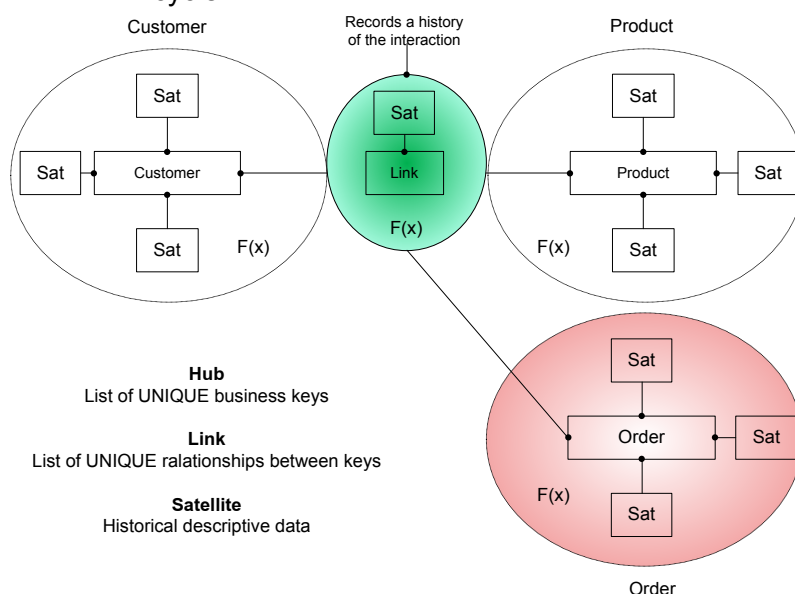 Customer
Records a history
of the interaction
Product
Sat
Sat
Sat
Sat
Customer
Link
Product
Sat
Sat
Sat
F(x)
F(x)
F(x)
Hub
List of UNIQUE business keys
Link
List of UNIQUE ralationships between keys
Satellite
Historical descriptive data
Sat
Order
Sat
F(x)
Sat
Order